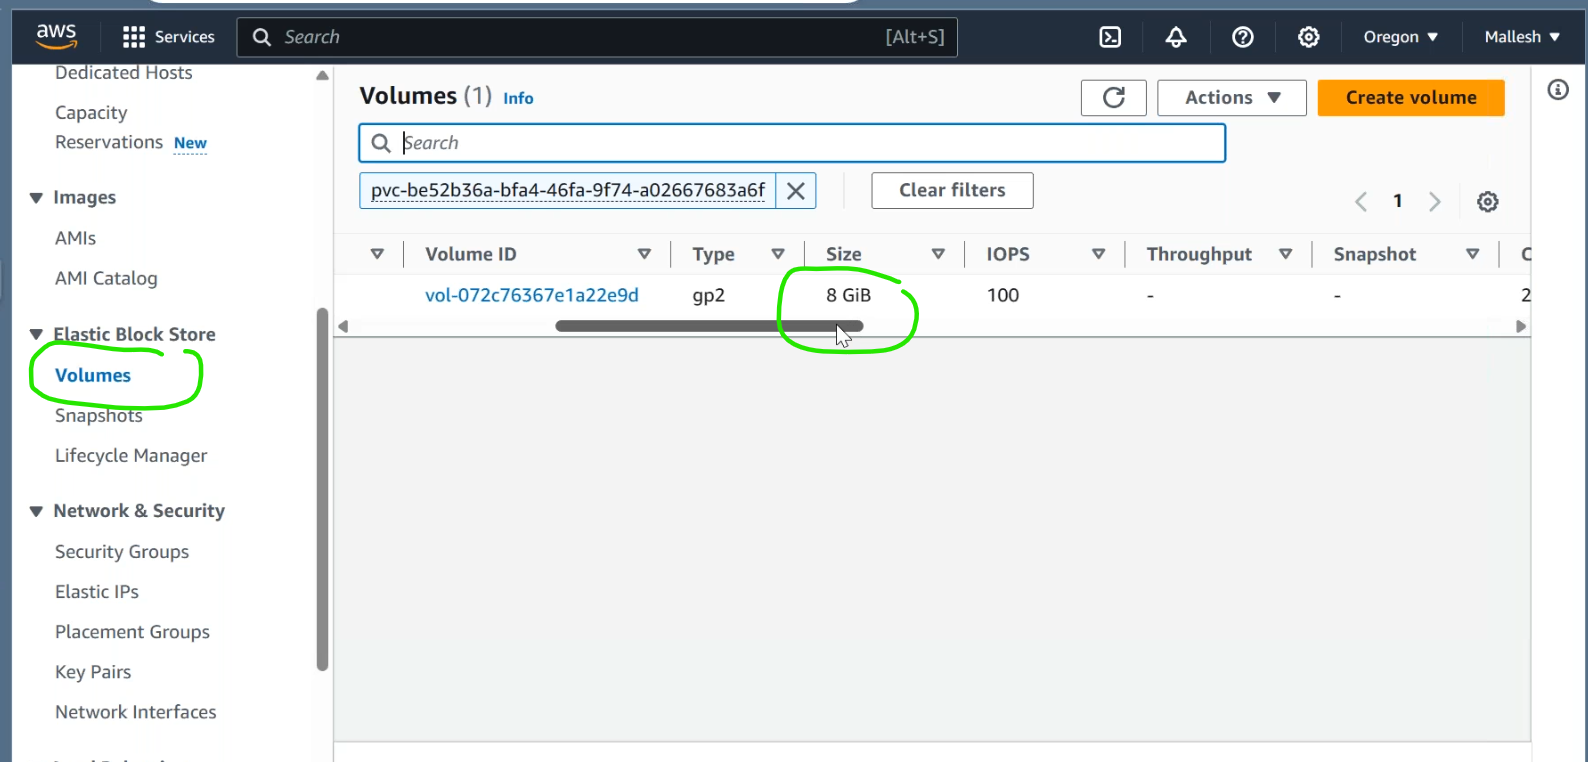 aws Services Search [Alt+S] Oregon Mallesh
Dedicated Hosts
Capacity
Reservations New
Images
AMIs
AMI Catalog
Elastic Block Store
Volumes
Snapshots
Lifecycle Manager
Network & Security
Security Groups
Elastic IPs
Placement Groups
Key Pairs
Network Interfaces
Volumes (1) Info
Actions Create volume
Search
pvc-be52b36a-bfa4-46fa-9f74-a02667683a6f Clear filters
1
Volume ID Type Size IOPS Throughput Snapshot C
vol-072c76367e1a22e9d gp2 8 GiB 100 - - 2